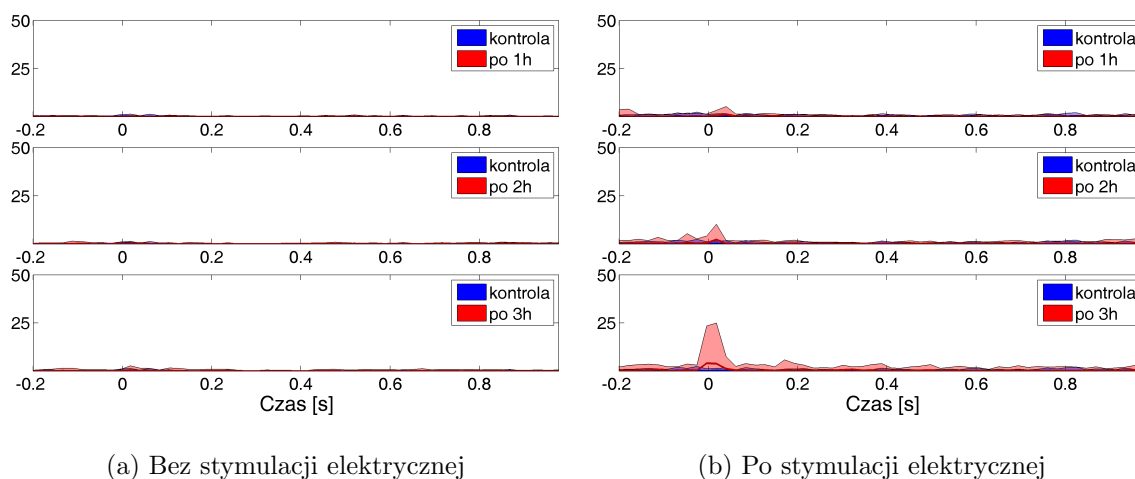 50
25
kontrola
po 1h
-0.2 0 0.2 0.4 0.6 0.8
50
25
kontrola
po 2h
-0.2 0 0.2 0.4 0.6 0.8
50
25
kontrola
po 3h
-0.2 0 0.2 0.4 0.6 0.8
Czas [s]
(a) Bez stymulacji elektrycznej
50
25
kontrola
po 1h
-0.2 0 0.2 0.4 0.6 0.8
50
25
kontrola
po 2h
-0.2 0 0.2 0.4 0.6 0.8
50
25
kontrola
po 3h
-0.2 0 0.2 0.4 0.6 0.8
Czas [s]
(b) Po stymulacji elektrycznej